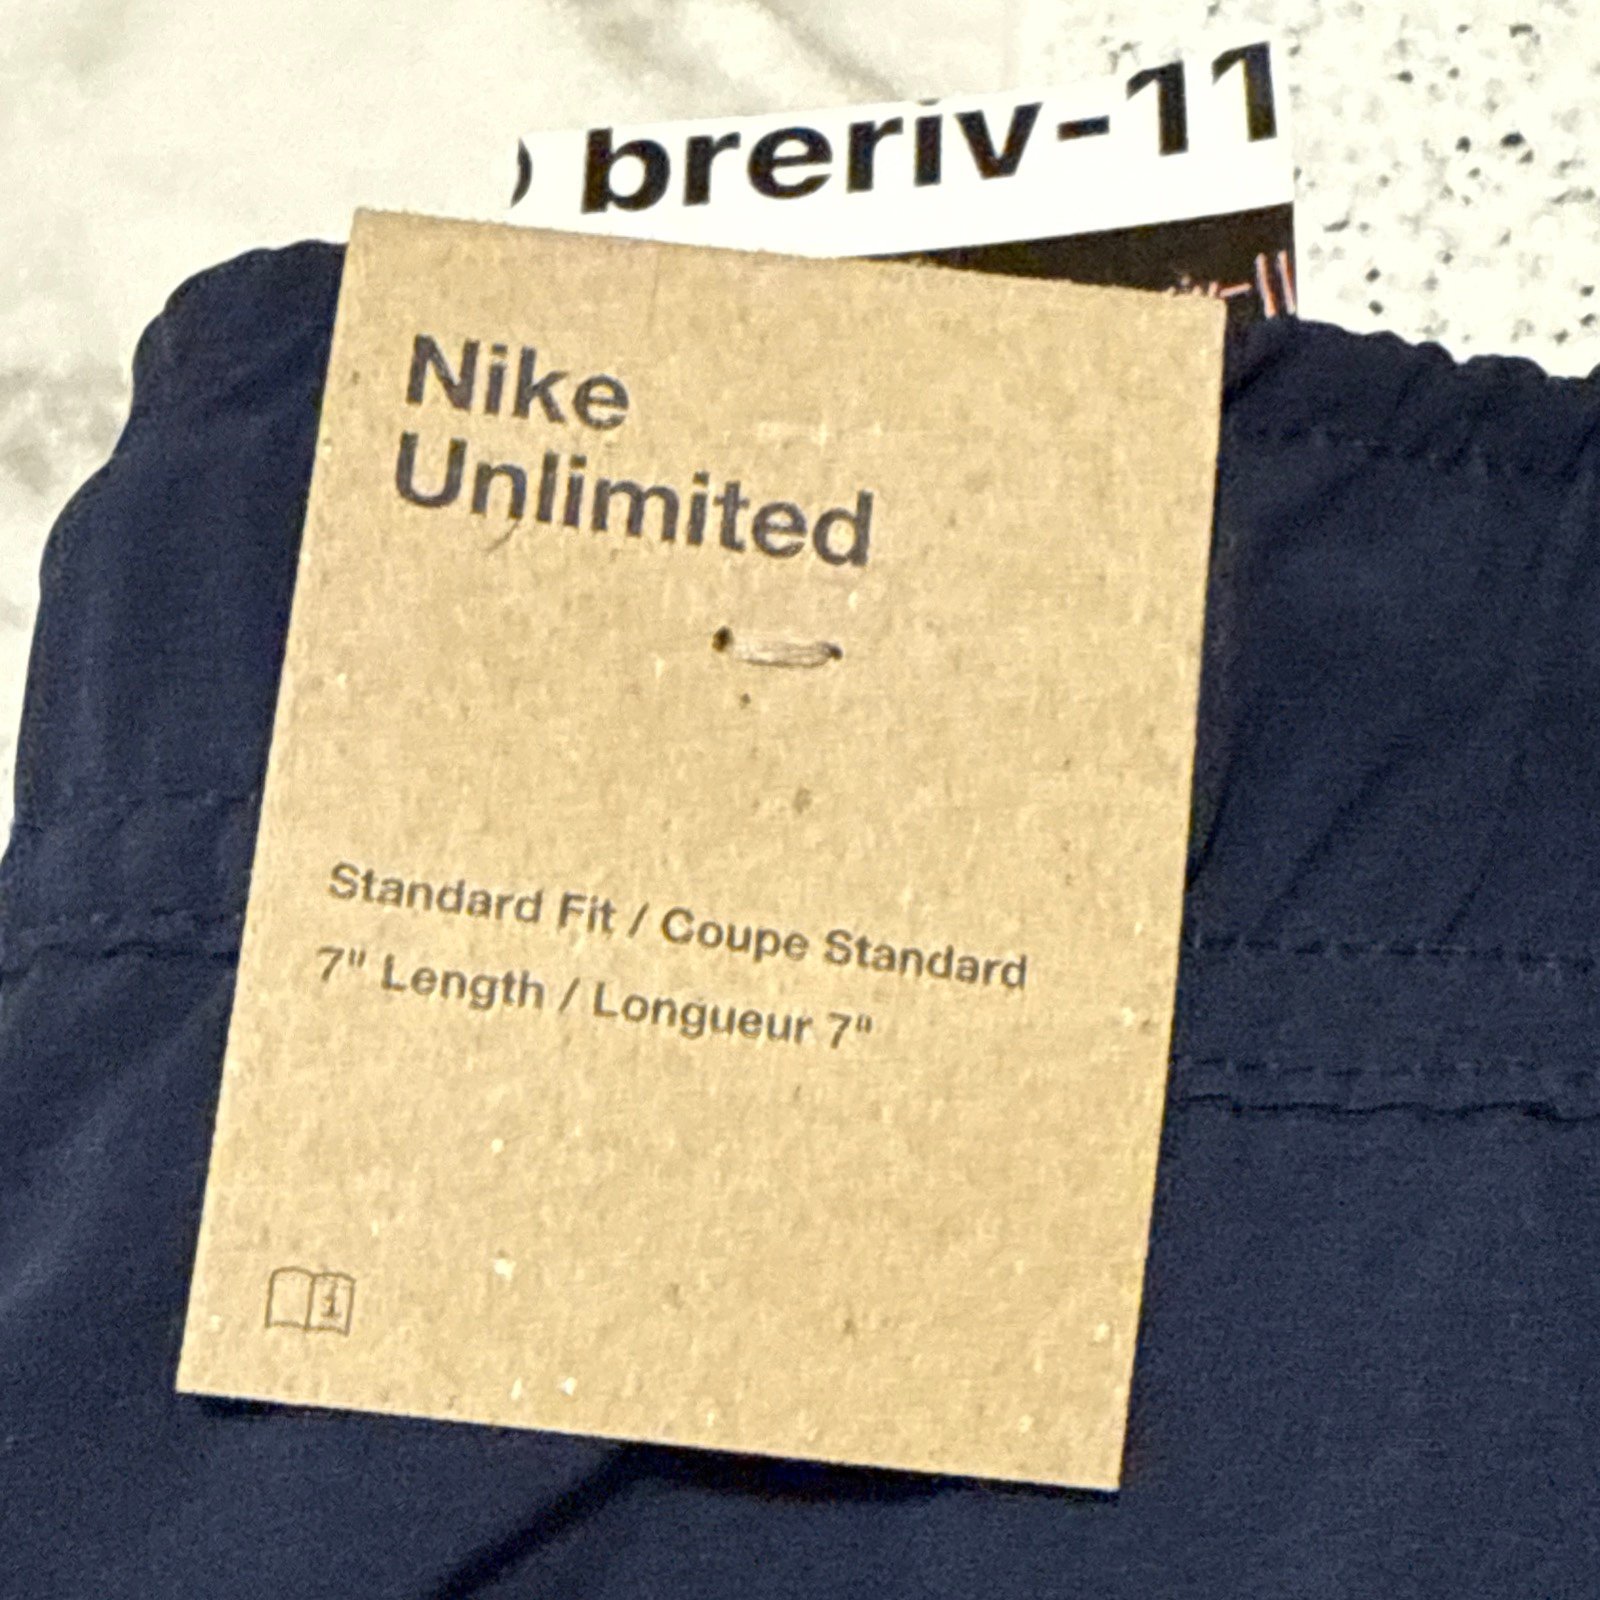 breriv-11
Nike
Unlimited
Standard Fit / Coupe Standard
7" Length / Longueur 7"
i